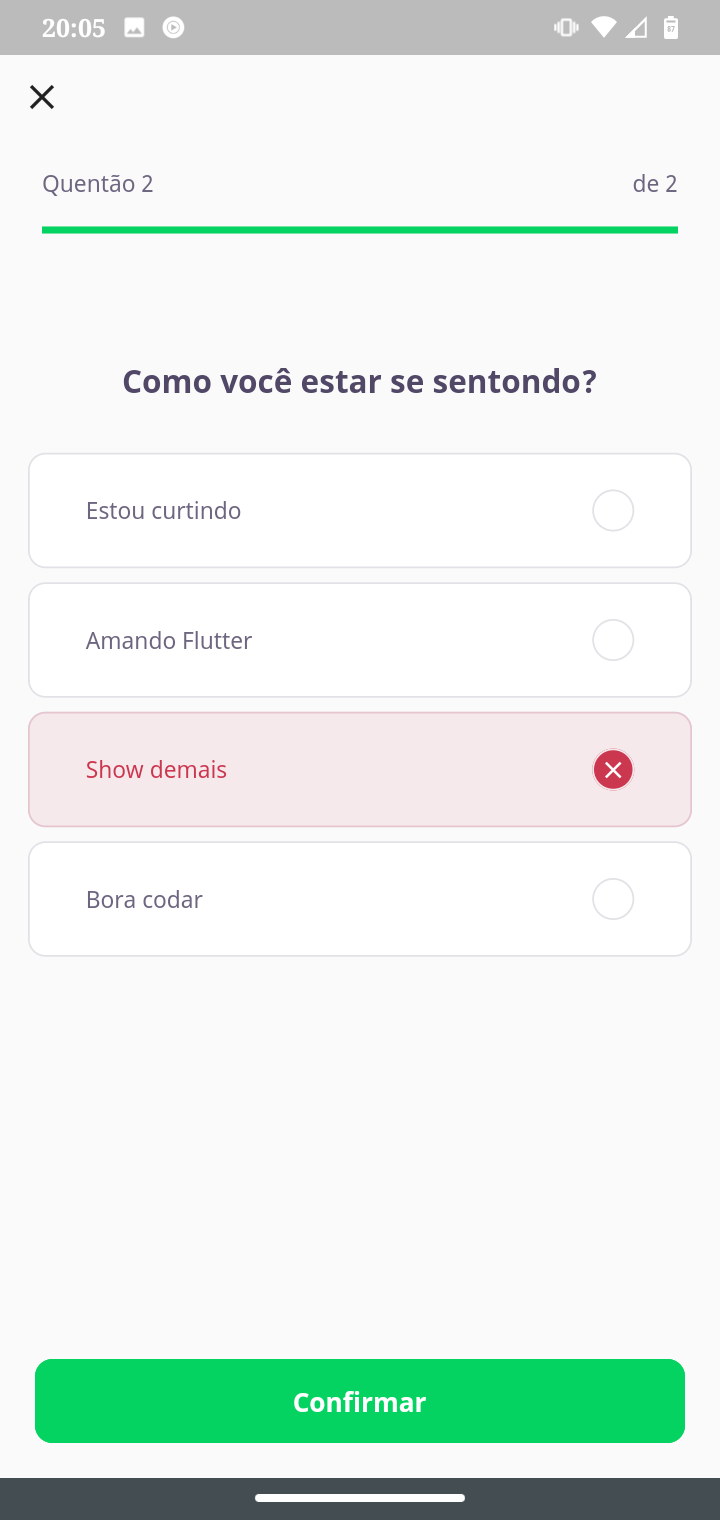 20:05
87
Quentão 2
de 2
Como você estar se sentondo?
Estou curtindo
Amando Flutter
Show demais
Bora codar
Confirmar